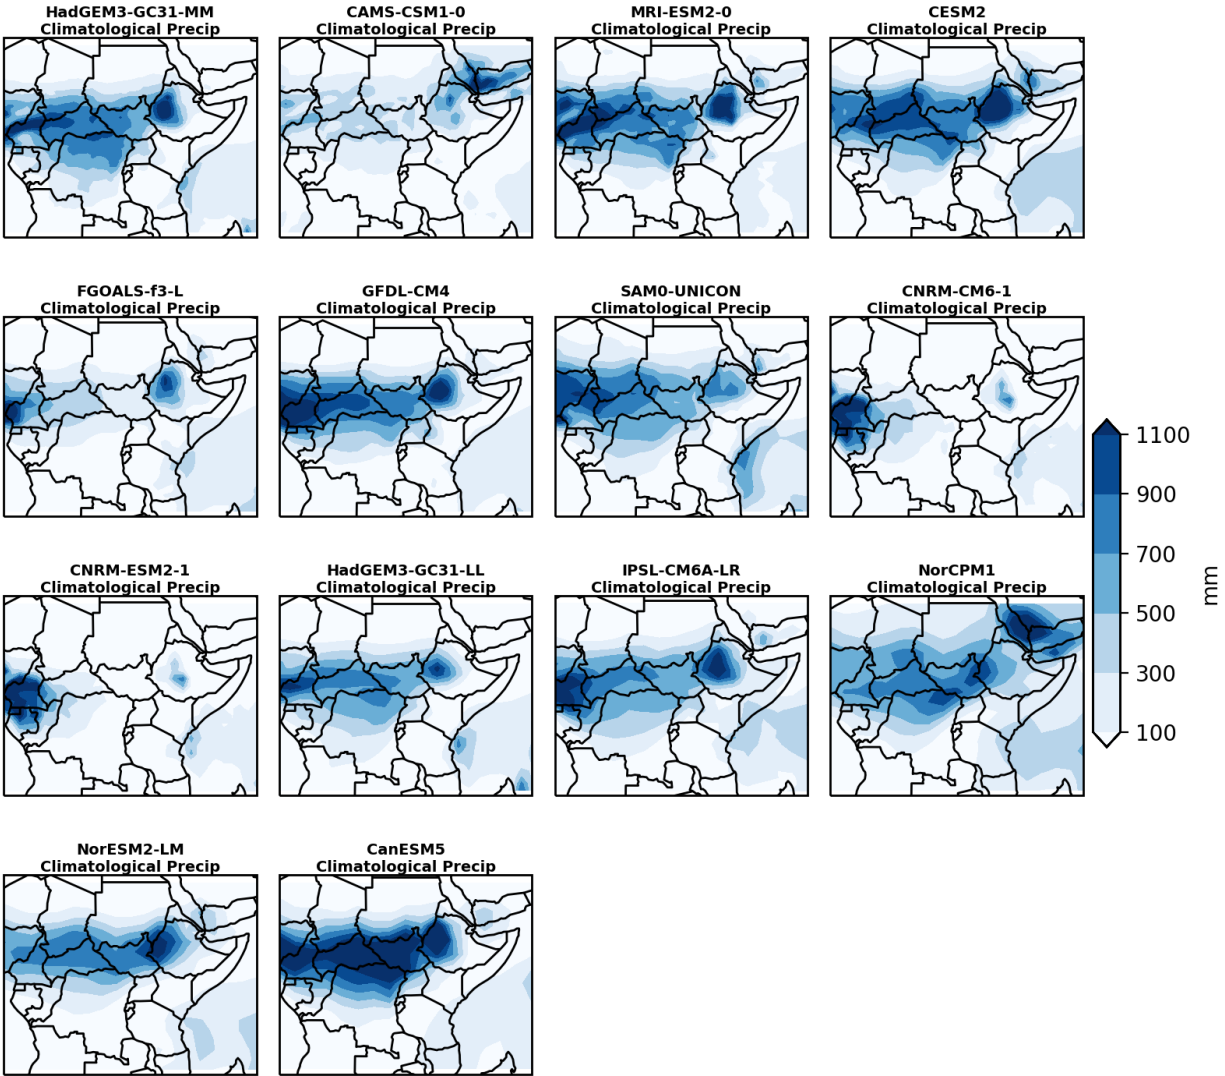 HadGEM3-GC31-MM
Climatological Precip
CAMS-CSM1-0
Climatological Precip
MRI-ESM2-0
Climatological Precip
CESM2
Climatological Precip
FGOALS-f3-L
Climatological Precip
GFDL-CM4
Climatological Precip
SAM0-UNICON
Climatological Precip
CNRM-CM6-1
Climatological Precip
CNRM-ESM2-1
Climatological Precip
HadGEM3-GC31-LL
Climatological Precip
IPSL-CM6A-LR
Climatological Precip
NorCPM1
Climatological Precip
NorESM2-LM
Climatological Precip
CanESM5
Climatological Precip
1100
900
700
500
300
100
mm